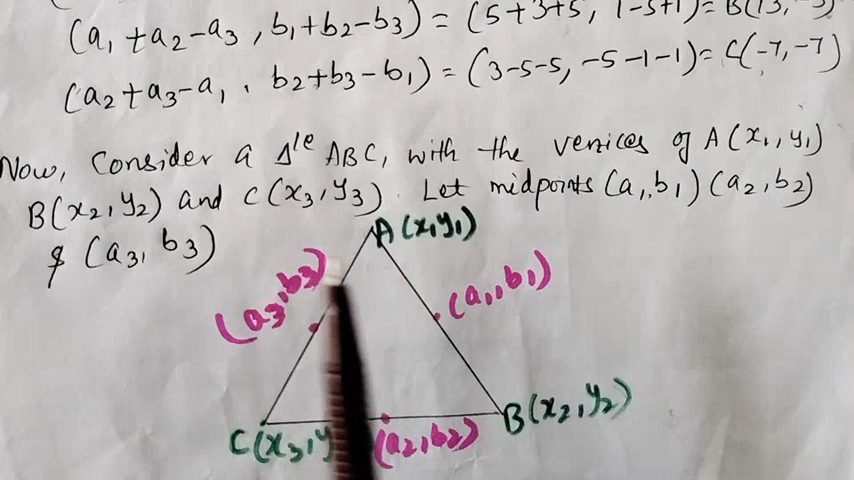 (a₁+a₂-a₃, b₁+b₂-b₃) = (5+3+5, 1-5+1) = B(13, -3)
(a₂+a₃-a₁, b₂+b₃-b₁) = (3-5-5, -5-1-1) = C(-7,-7)
Now, Consider a Δˡᵉ ABC, with the vertices of A(x₁,y₁)
B(x₂,y₂) and C(x₃,y₃). Let midpoints (a₁,b₁) (a₂,b₂)
& (a₃, b₃)
A(x₁y₁)
(a₃,b₃)
(a₁,b₁)
B(x₂,y₂)
C(x₃,y
(a₂,b₂)